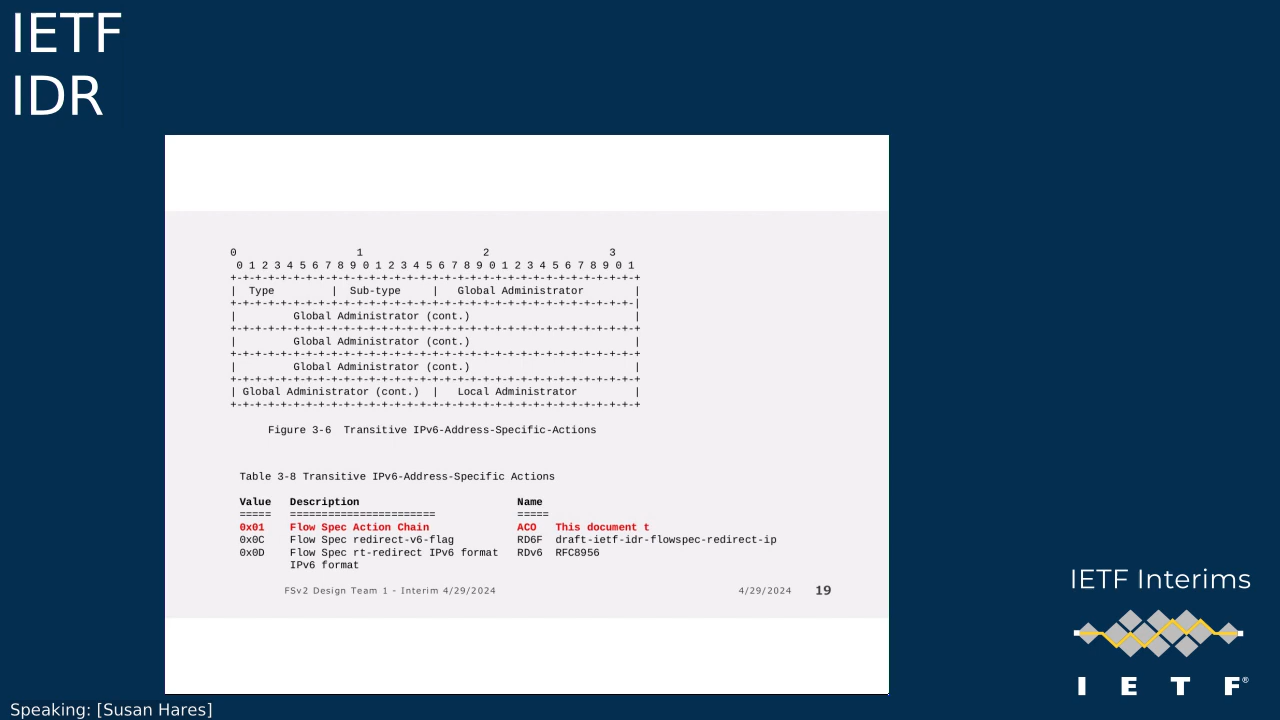 IETF
IDR
0                   1                   2                   3
 0 1 2 3 4 5 6 7 8 9 0 1 2 3 4 5 6 7 8 9 0 1 2 3 4 5 6 7 8 9 0 1
+-+-+-+-+-+-+-+-+-+-+-+-+-+-+-+-+-+-+-+-+-+-+-+-+-+-+-+-+-+-+-+-+
|  Type         |  Sub-type     |   Global Administrator        |
+-+-+-+-+-+-+-+-+-+-+-+-+-+-+-+-+-+-+-+-+-+-+-+-+-+-+-+-+-+-+-+-|
|         Global Administrator (cont.)                          |
+-+-+-+-+-+-+-+-+-+-+-+-+-+-+-+-+-+-+-+-+-+-+-+-+-+-+-+-+-+-+-+-+
|         Global Administrator (cont.)                          |
+-+-+-+-+-+-+-+-+-+-+-+-+-+-+-+-+-+-+-+-+-+-+-+-+-+-+-+-+-+-+-+-+
|         Global Administrator (cont.)                          |
+-+-+-+-+-+-+-+-+-+-+-+-+-+-+-+-+-+-+-+-+-+-+-+-+-+-+-+-+-+-+-+-+
| Global Administrator (cont.)  |   Local Administrator         |
+-+-+-+-+-+-+-+-+-+-+-+-+-+-+-+-+-+-+-+-+-+-+-+-+-+-+-+-+-+-+-+-+
Figure 3-6  Transitive IPv6-Address-Specific-Actions
Table 3-8 Transitive IPv6-Address-Specific Actions
Value   Description              Name
=====   =======================             =====
0x01    Flow Spec Action Chain              ACO   This document t
0x0C    Flow Spec redirect-v6-flag          RD6F  draft-ietf-idr-flowspec-redirect-ip
0x0D    Flow Spec rt-redirect IPv6 format   RDv6  RFC8956
IPv6 format
FSv2 Design Team 1 - Interim 4/29/2024 4/29/2024 19
IETF Interims
I E T F®
Speaking: [Susan Hares]